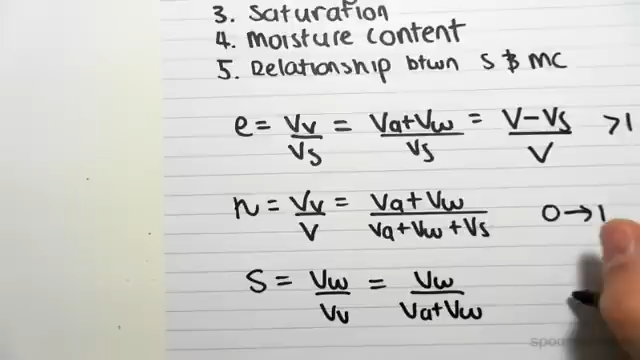 3. Saturation
4. Moisture content
5. Relationship btwn S & MC
e = Vv/Vs = Va+Vw/Vs = V-Vs/V >1
n = Vv/V = Va+Vw/Va+Vw+Vs 0→1
S = Vw/Vv = Vw/Va+Vw